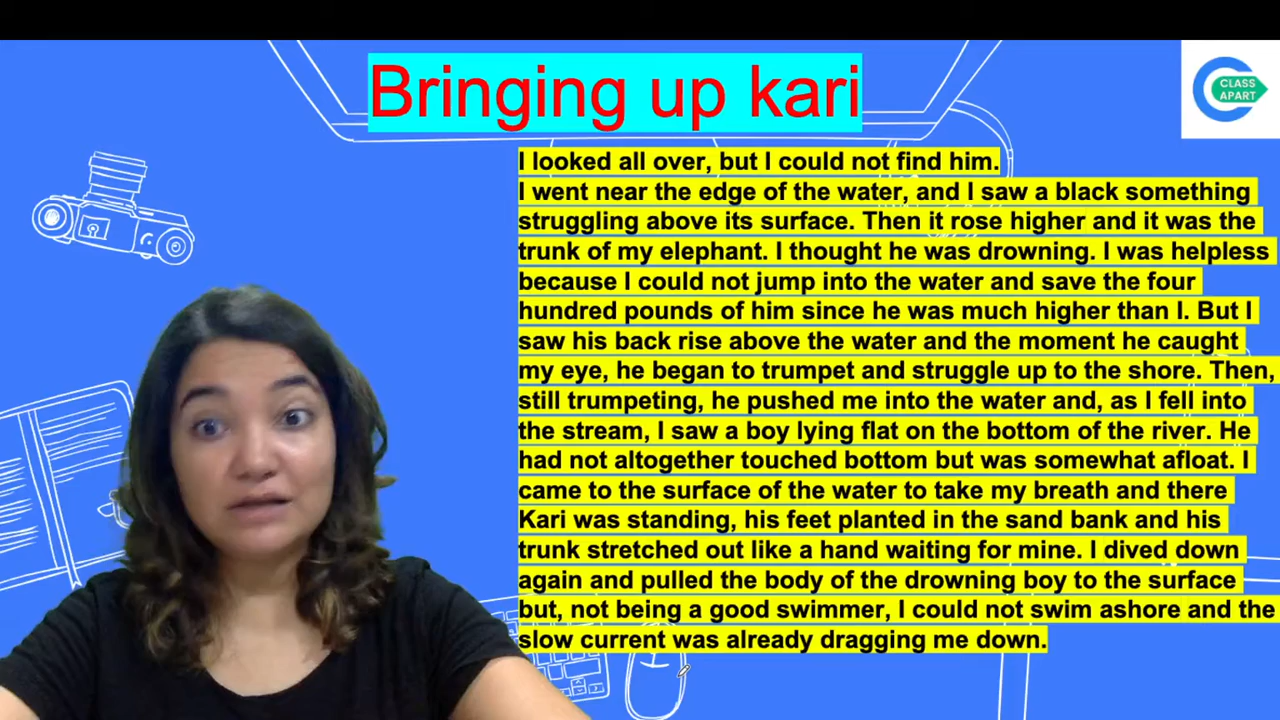 Bringing up kari
CLASS
APART
I looked all over, but I could not find him.
I went near the edge of the water, and I saw a black something
struggling above its surface. Then it rose higher and it was the
trunk of my elephant. I thought he was drowning. I was helpless
because I could not jump into the water and save the four
hundred pounds of him since he was much higher than I. But I
saw his back rise above the water and the moment he caught
my eye, he began to trumpet and struggle up to the shore. Then,
still trumpeting, he pushed me into the water and, as I fell into
the stream, I saw a boy lying flat on the bottom of the river. He
had not altogether touched bottom but was somewhat afloat. I
came to the surface of the water to take my breath and there
Kari was standing, his feet planted in the sand bank and his
trunk stretched out like a hand waiting for mine. I dived down
again and pulled the body of the drowning boy to the surface
but, not being a good swimmer, I could not swim ashore and the
slow current was already dragging me down.